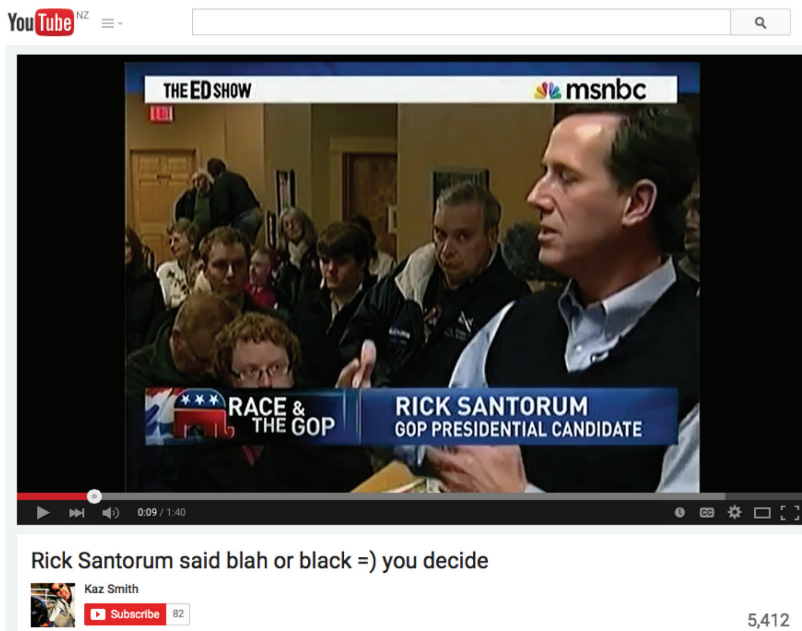 YouTube NZ
THE ED SHOW
msnbc
EXIT
RACE & THE GOP
RICK SANTORUM
GOP PRESIDENTIAL CANDIDATE
0:09 / 1:40
CC
Rick Santorum said blah or black =) you decide
Kaz Smith
Subscribe 82
5,412